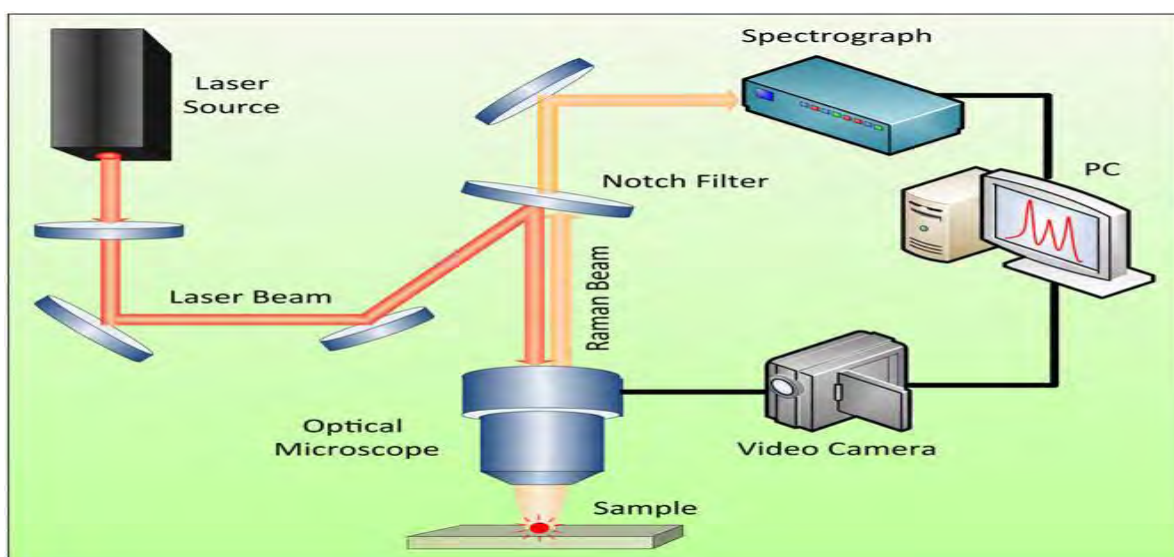 Spectrograph
Laser
Source
PC
Notch Filter
Laser Beam
Raman Beam
Optical
Microscope
Video Camera
Sample